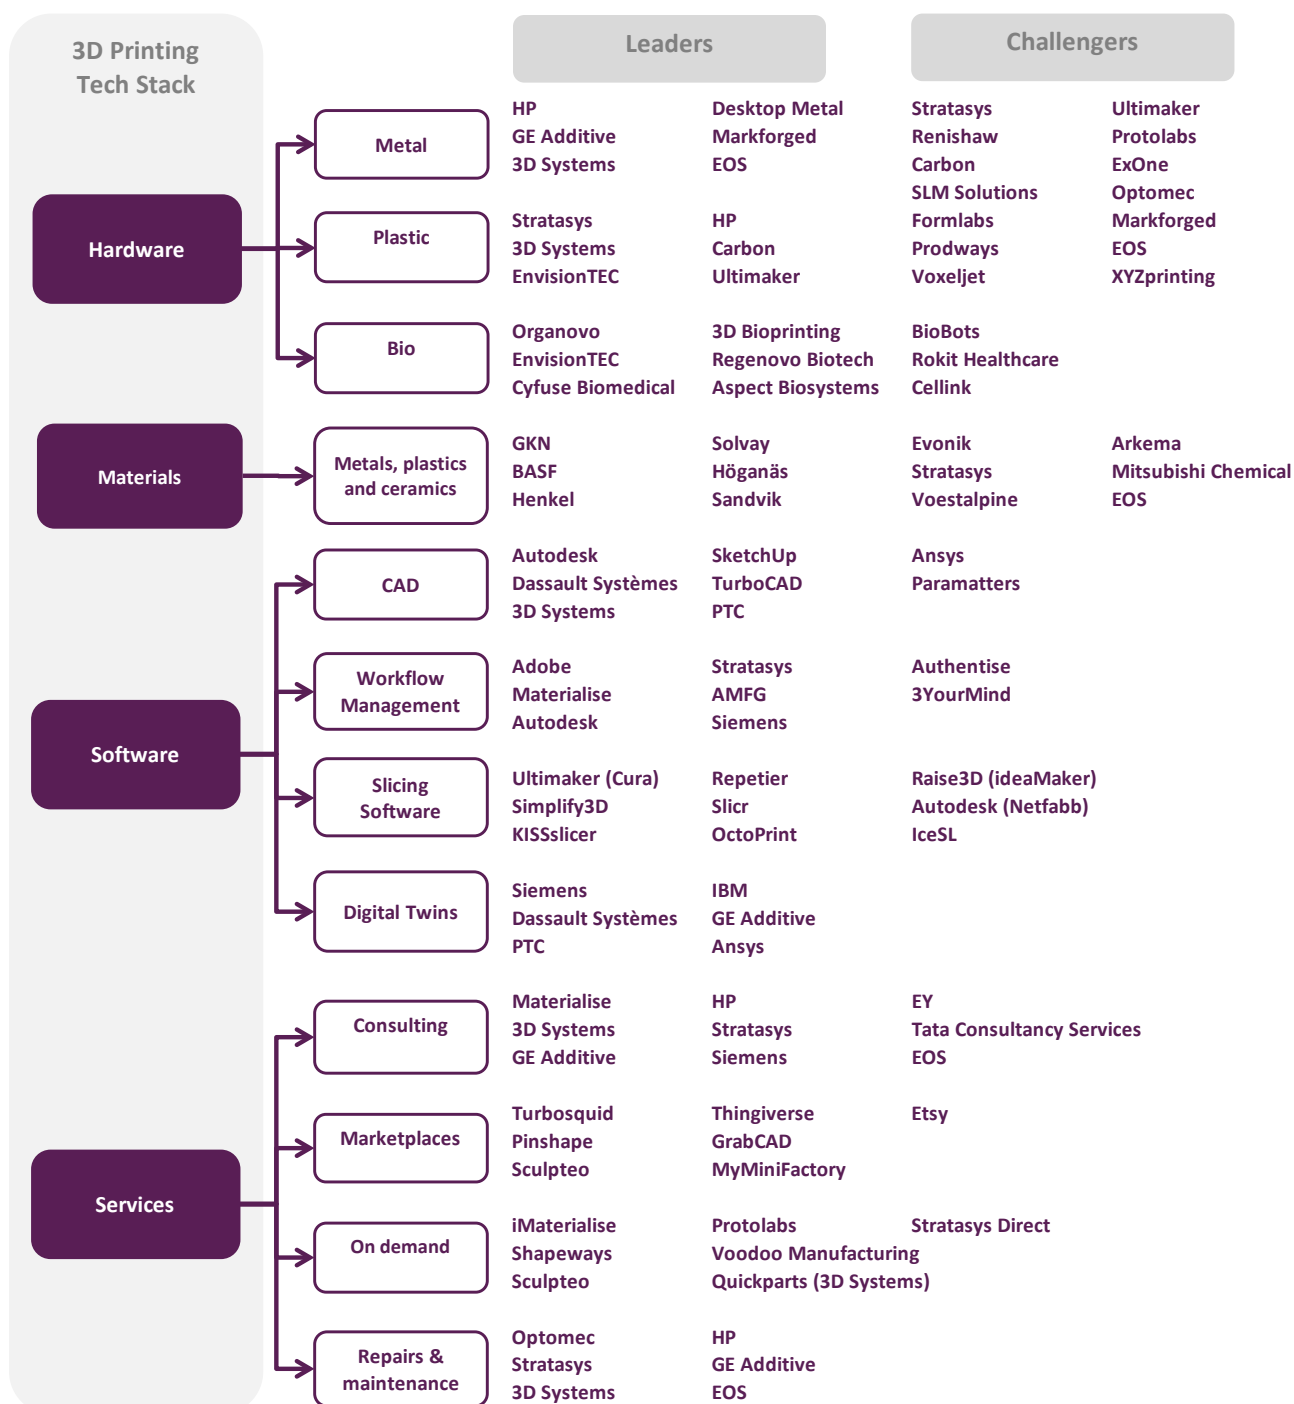 3D Printing
Tech Stack
Leaders
Challengers
Hardware
Metal
HP
Desktop Metal
Stratasys
Ultimaker
GE Additive
Markforged
Renishaw
Protolabs
3D Systems
EOS
Carbon
ExOne
SLM Solutions
Optomec
Plastic
Stratasys
HP
Formlabs
Markforged
3D Systems
Carbon
Prodways
EOS
EnvisionTEC
Ultimaker
Voxeljet
XYZprinting
Bio
Organovo
3D Bioprinting
BioBots
EnvisionTEC
Regenovo Biotech
Rokit Healthcare
Cyfuse Biomedical
Aspect Biosystems
Cellink
Materials
Metals, plastics
and ceramics
GKN
Solvay
Evonik
Arkema
BASF
Höganäs
Stratasys
Mitsubishi Chemical
Henkel
Sandvik
Voestalpine
EOS
Software
CAD
Autodesk
SketchUp
Ansys
Dassault Systèmes
TurboCAD
Paramatters
3D Systems
PTC
Workflow
Management
Adobe
Stratasys
Authentise
Materialise
AMFG
3YourMind
Autodesk
Siemens
Slicing
Software
Ultimaker (Cura)
Repetier
Raise3D (ideaMaker)
Simplify3D
Slicr
Autodesk (Netfabb)
KISSslicer
OctoPrint
IceSL
Digital Twins
Siemens
IBM
Dassault Systèmes
GE Additive
PTC
Ansys
Services
Consulting
Materialise
HP
EY
3D Systems
Stratasys
Tata Consultancy Services
GE Additive
Siemens
EOS
Marketplaces
Turbosquid
Thingiverse
Etsy
Pinshape
GrabCAD
Sculpteo
MyMiniFactory
On demand
iMaterialise
Protolabs
Stratasys Direct
Shapeways
Voodoo Manufacturing
Sculpteo
Quickparts (3D Systems)
Repairs &
maintenance
Optomec
HP
Stratasys
GE Additive
3D Systems
EOS